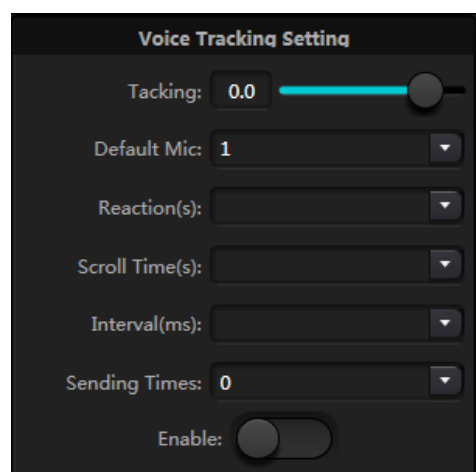 Voice Tracking Setting
Tacking: 0.0
Default Mic: 1
Reaction(s):
Scroll Time(s):
Interval(ms):
Sending Times: 0
Enable: